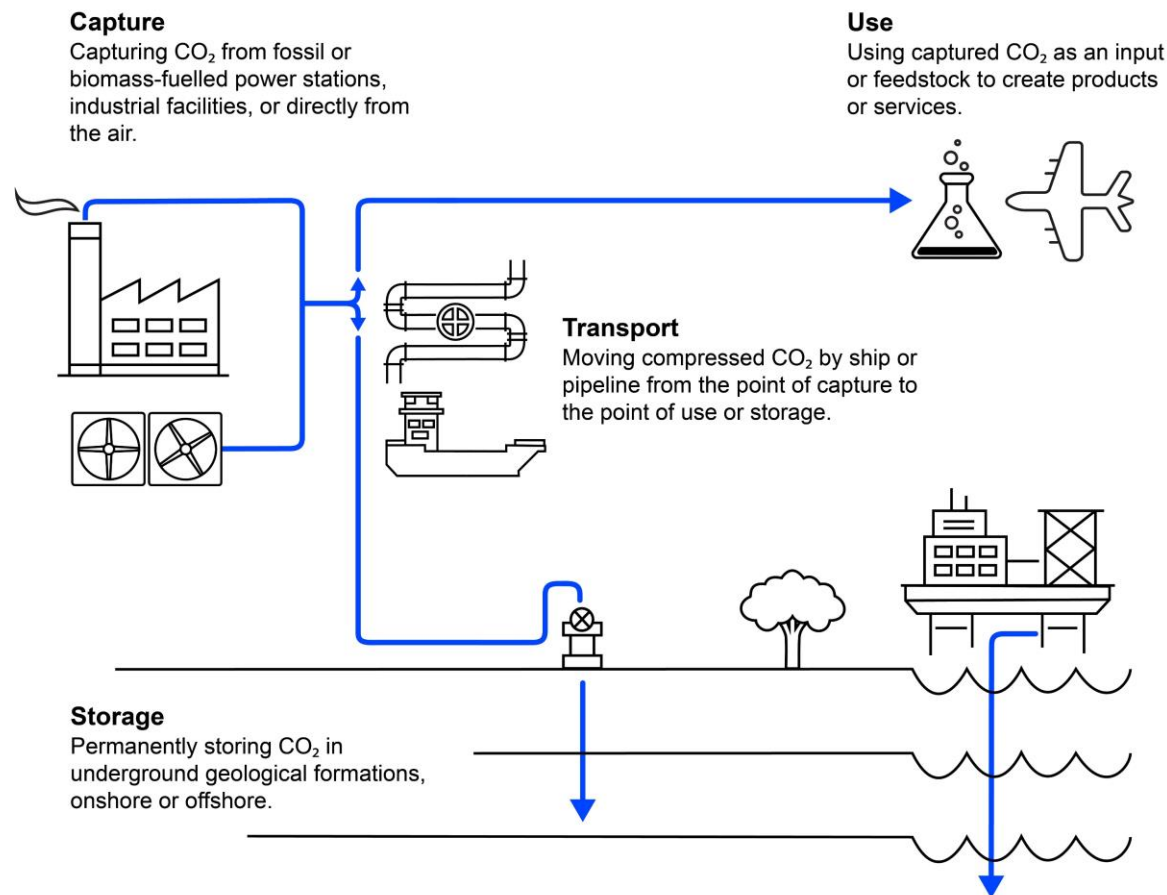 Capture
Capturing CO₂ from fossil or
biomass-fuelled power stations,
industrial facilities, or directly from
the air.
Use
Using captured CO₂ as an input
or feedstock to create products
or services.
Transport
Moving compressed CO₂ by ship or
pipeline from the point of capture to
the point of use or storage.
Storage
Permanently storing CO₂ in
underground geological formations,
onshore or offshore.